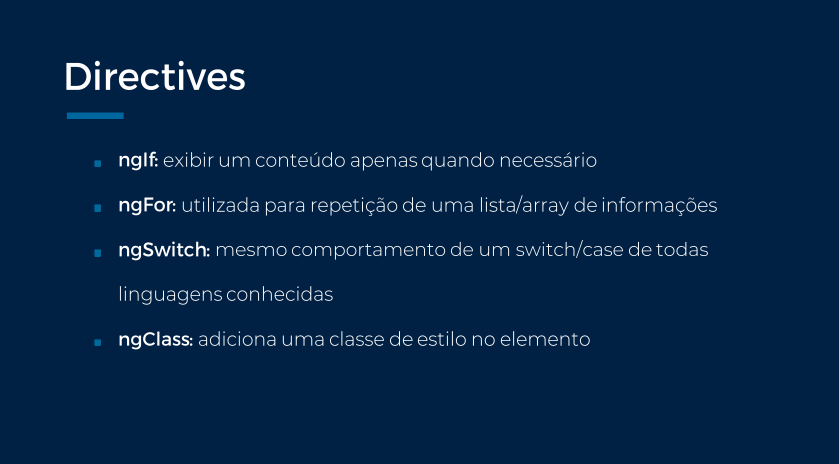 Directives
ngIf: exibir um conteúdo apenas quando necessário
ngFor: utilizada para repetição de uma lista/array de informações
ngSwitch: mesmo comportamento de um switch/case de todas
linguagens conhecidas
ngClass: adiciona uma classe de estilo no elemento